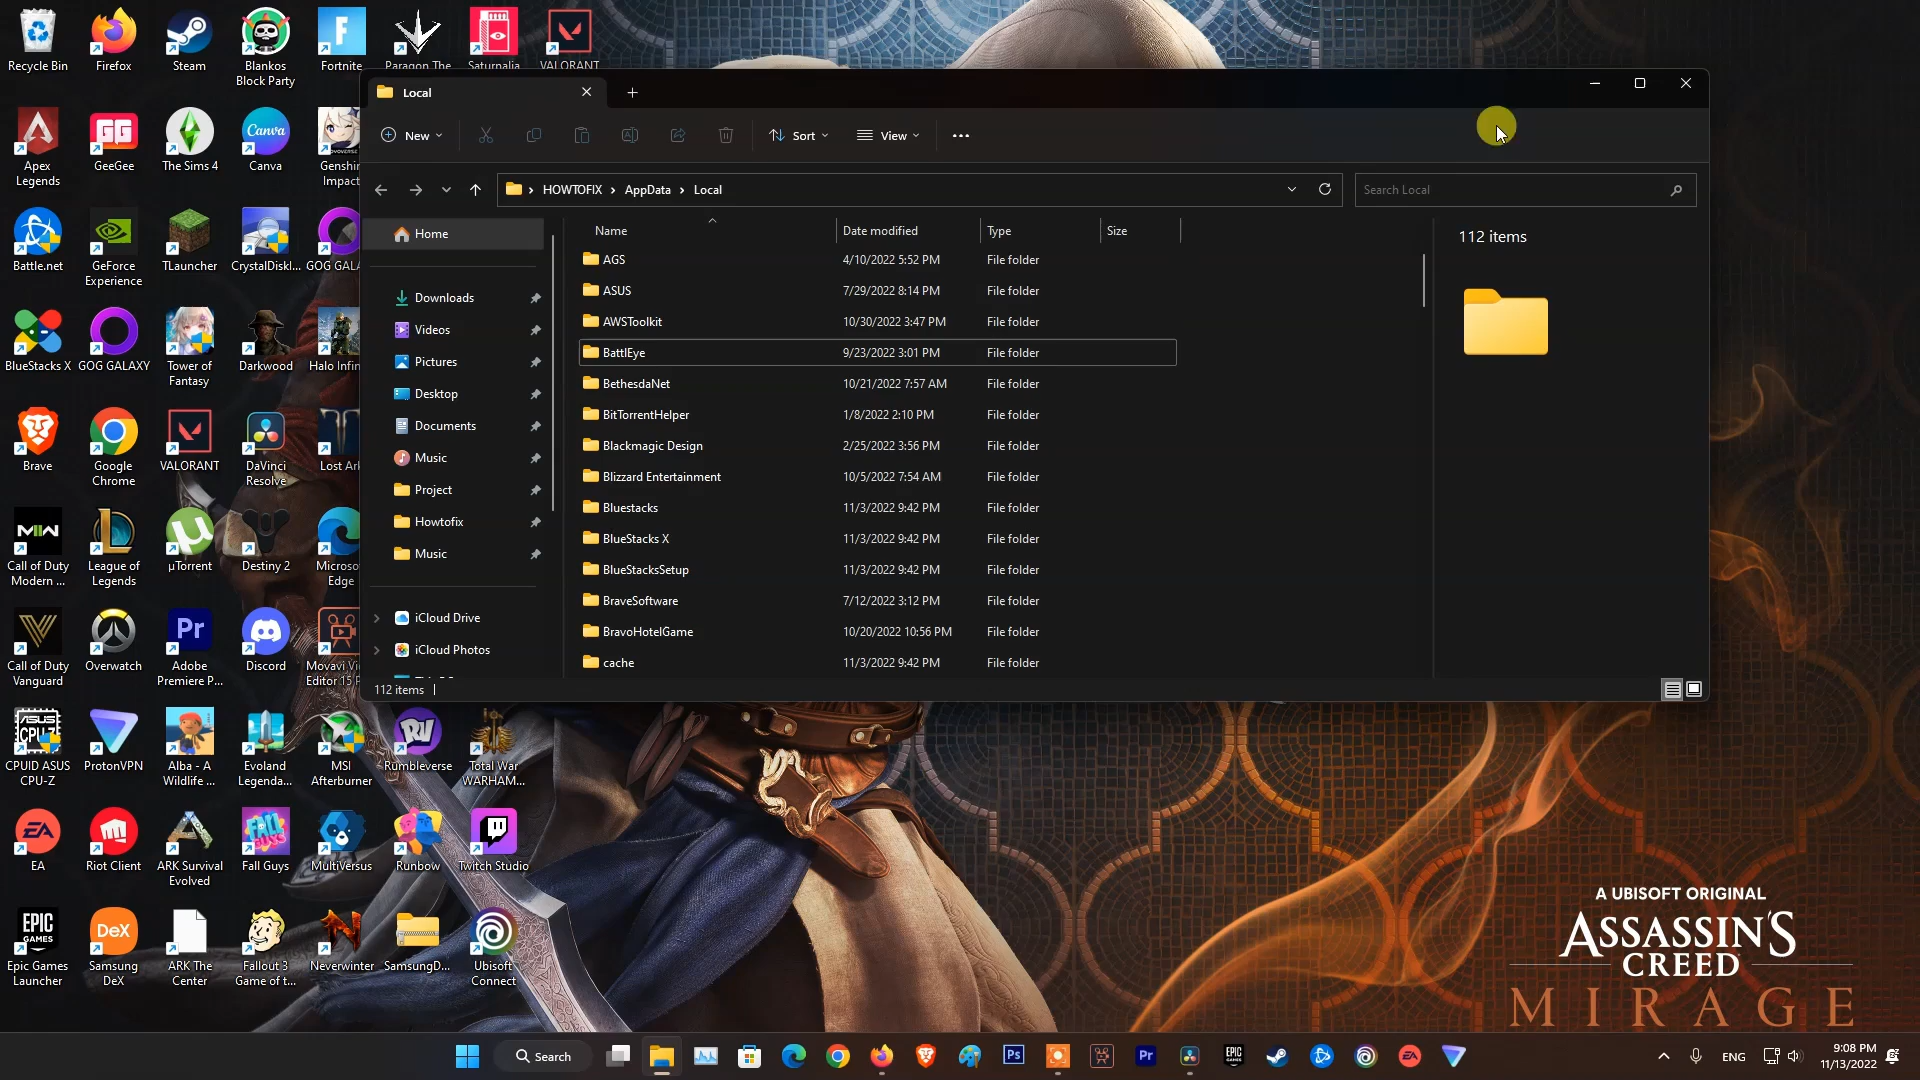 Recycle Bin
Firefox
Steam
Blankos
Block Party
Fortnite
Paragon The
Saturnalia
VALORANT
Apex
Legends
GeeGee
The Sims 4
Canva
Genshin
Impact
Battle.net
GeForce
Experience
TLauncher
CrystalDiskI...
GOG GALA
BlueStacks X
GOG GALAXY
Tower of
Fantasy
Darkwood
Halo Infin
Brave
Google
Chrome
VALORANT
DaVinci
Resolve
Lost Ark
Call of Duty
Modern ...
League of
Legends
µTorrent
Destiny 2
Microsof
Edge
Call of Duty
Vanguard
Overwatch
Adobe
Premiere P...
Discord
Movavi Vi
Editor 15 P
CPUID ASUS
CPU-Z
ProtonVPN
Alba - A
Wildlife ...
Evoland
Legenda...
MSI
Afterburner
Rumbleverse
Total War
WARHAM...
EA
Riot Client
ARK Survival
Evolved
Fall Guys
MultiVersus
Runbow
Twitch Studio
Epic Games
Launcher
Samsung
DeX
ARK The
Center
Fallout 3
Game of t...
Neverwinter
SamsungD...
Ubisoft
Connect
Local
New
Sort
View
HOWTOFIX > AppData > Local
Search Local
Home
Downloads
Videos
Pictures
Desktop
Documents
Music
Project
Howtofix
Music
iCloud Drive
iCloud Photos
Name Date modified Type Size
AGS 4/10/2022 5:52 PM File folder
ASUS 7/29/2022 8:14 PM File folder
AWSToolkit 10/30/2022 3:47 PM File folder
BattlEye 9/23/2022 3:01 PM File folder
BethesdaNet 10/21/2022 7:57 AM File folder
BitTorrentHelper 1/8/2022 2:10 PM File folder
Blackmagic Design 2/25/2022 3:56 PM File folder
Blizzard Entertainment 10/5/2022 7:54 AM File folder
Bluestacks 11/3/2022 9:42 PM File folder
BlueStacks X 11/3/2022 9:42 PM File folder
BlueStacksSetup 11/3/2022 9:42 PM File folder
BraveSoftware 7/12/2022 3:12 PM File folder
BravoHotelGame 10/20/2022 10:56 PM File folder
cache 11/3/2022 9:42 PM File folder
112 items
112 items
A UBISOFT ORIGINAL
ASSASSIN'S
CREED
MIRAGE
Search
ENG
9:08 PM
11/13/2022